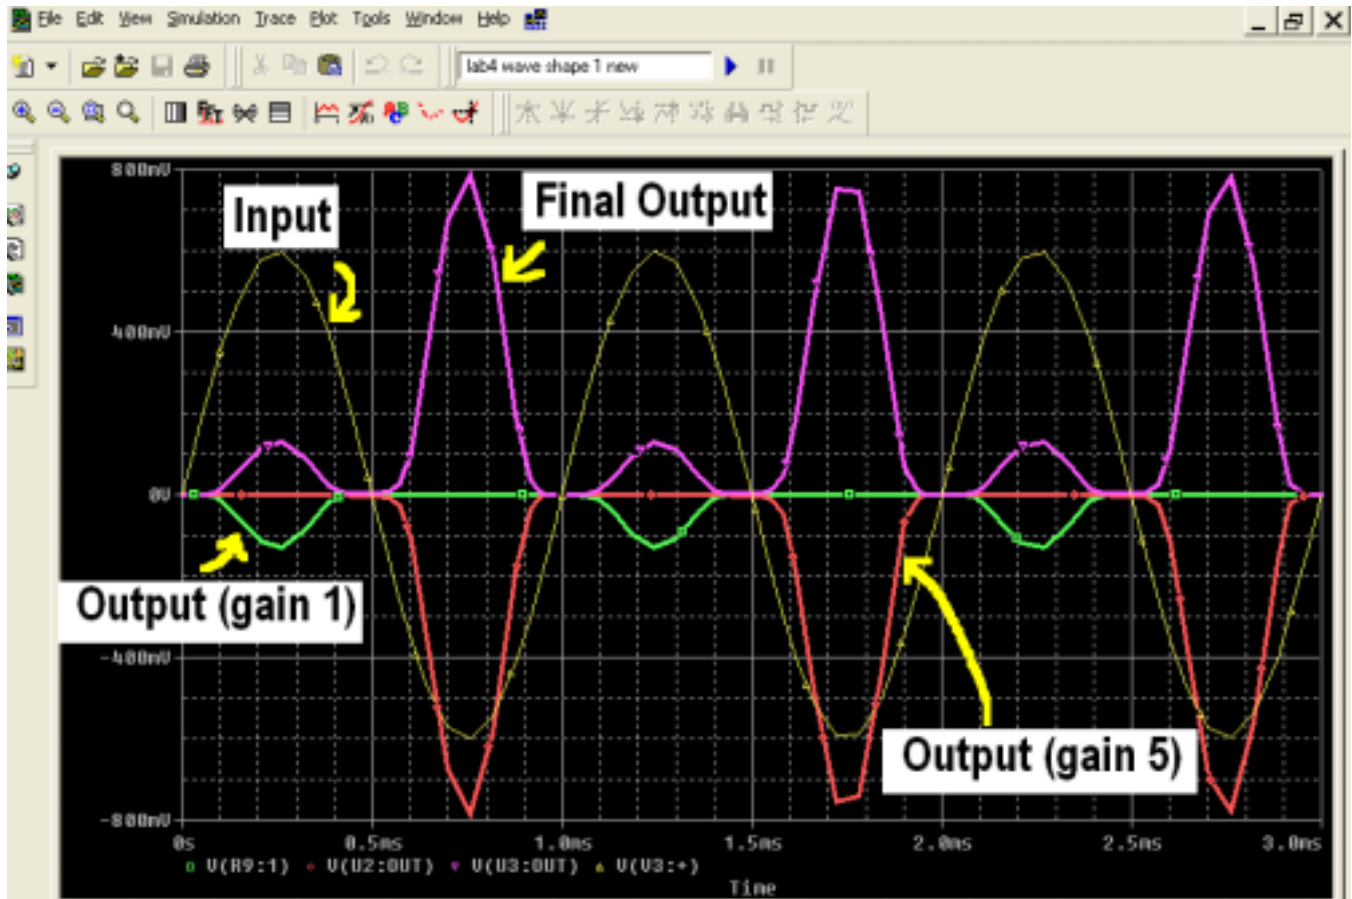 File Edit View Simulation Trace Plot Tools Window Help
lab4 wave shape 1 new
800mV
Input
Final Output
400mV
0V
Output (gain 1)
-400mV
Output (gain 5)
-800mV
0s 0.5ms 1.0ms 1.5ms 2.0ms 2.5ms 3.0ms
V(R9:1) V(U2:OUT) V(U3:OUT) V(V3:+)
Time